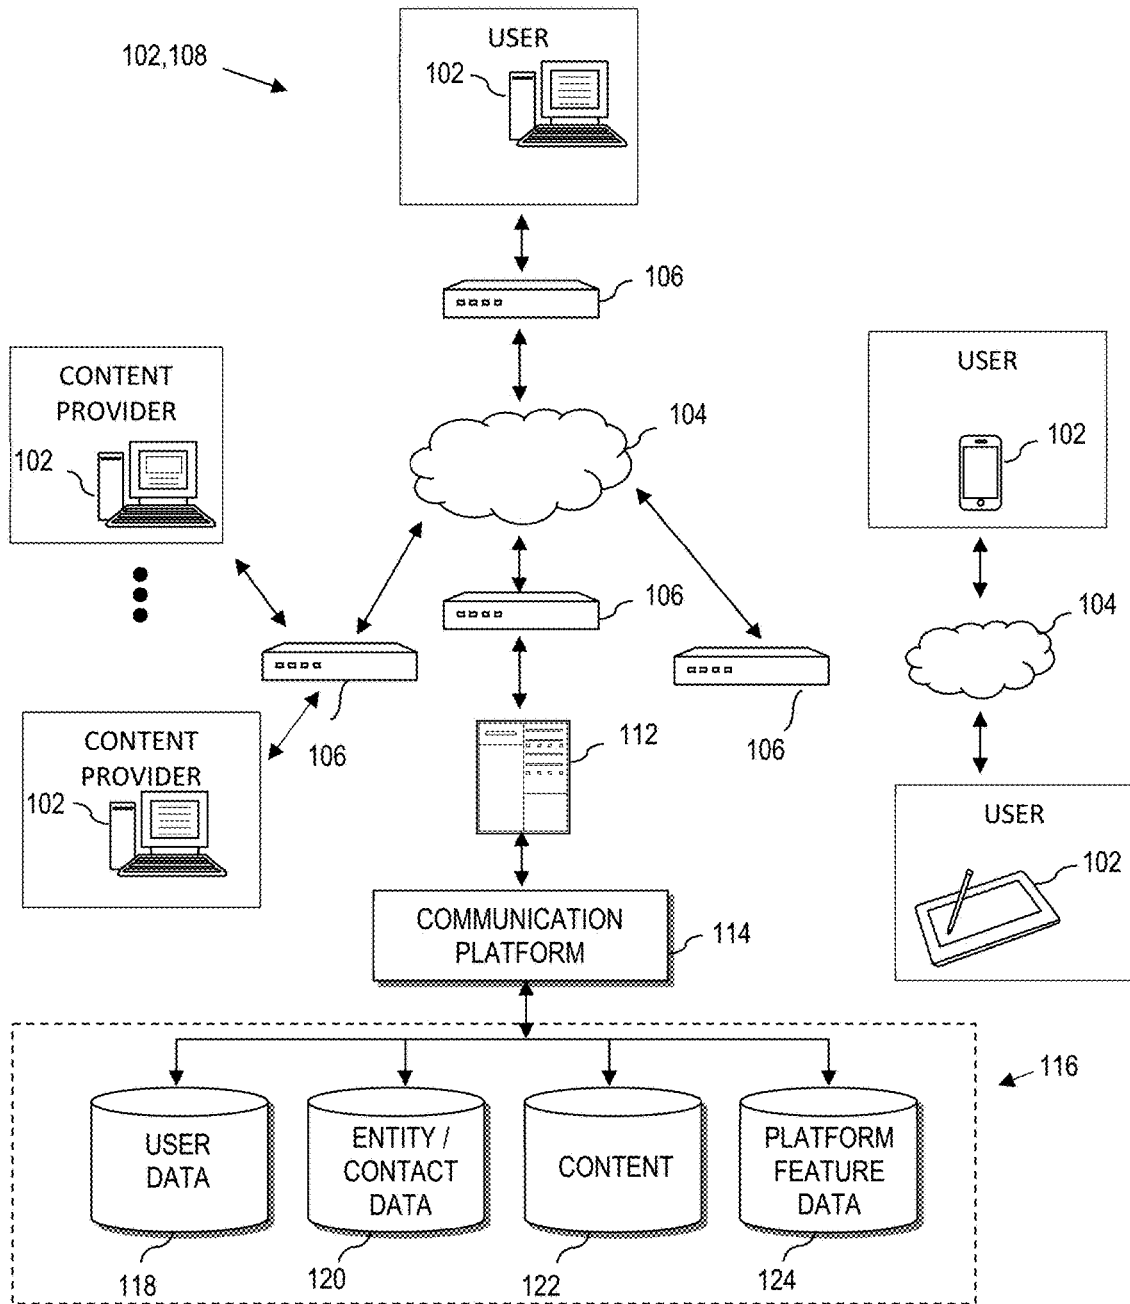 102,108
USER
102
106
CONTENT
PROVIDER
102
104
USER
102
106
104
CONTENT
PROVIDER
102
106
112
106
USER
102
COMMUNICATION
PLATFORM
114
116
USER
DATA
ENTITY /
CONTACT
DATA
CONTENT
PLATFORM
FEATURE
DATA
118
120
122
124